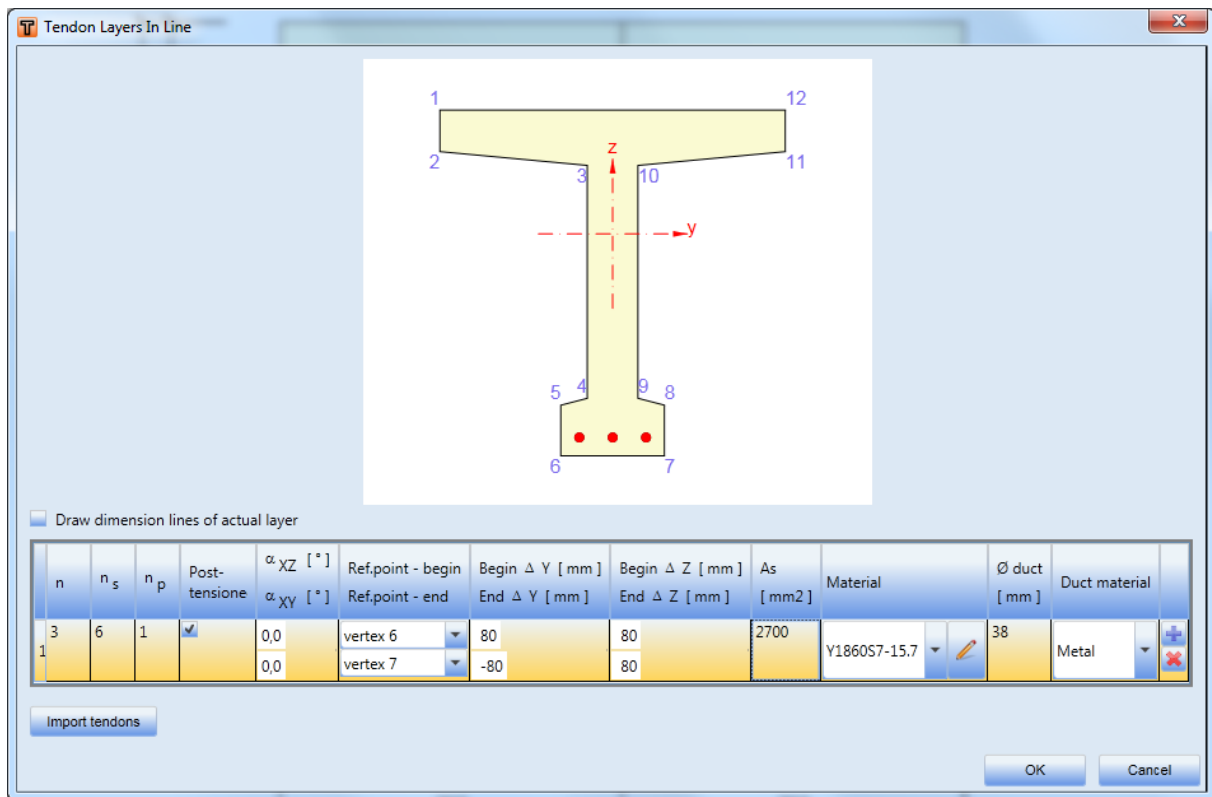 T Tendon Layers In Line
x
1 12
2 z 11
3 10
y
5 4 9 8
6 7
Draw dimension lines of actual layer
n n s n p Post-tensione α XZ [°] Ref.point - begin Begin Δ Y [ mm ] Begin Δ Z [ mm ] As [ mm2 ] Material Ø duct [ mm ] Duct material
α XY [°] Ref.point - end End Δ Y [ mm ] End Δ Z [ mm ]
1 3 6 1 0,0 vertex 6 80 80 2700 Y1860S7-15.7 38 Metal
0,0 vertex 7 -80 80
Import tendons
OK Cancel